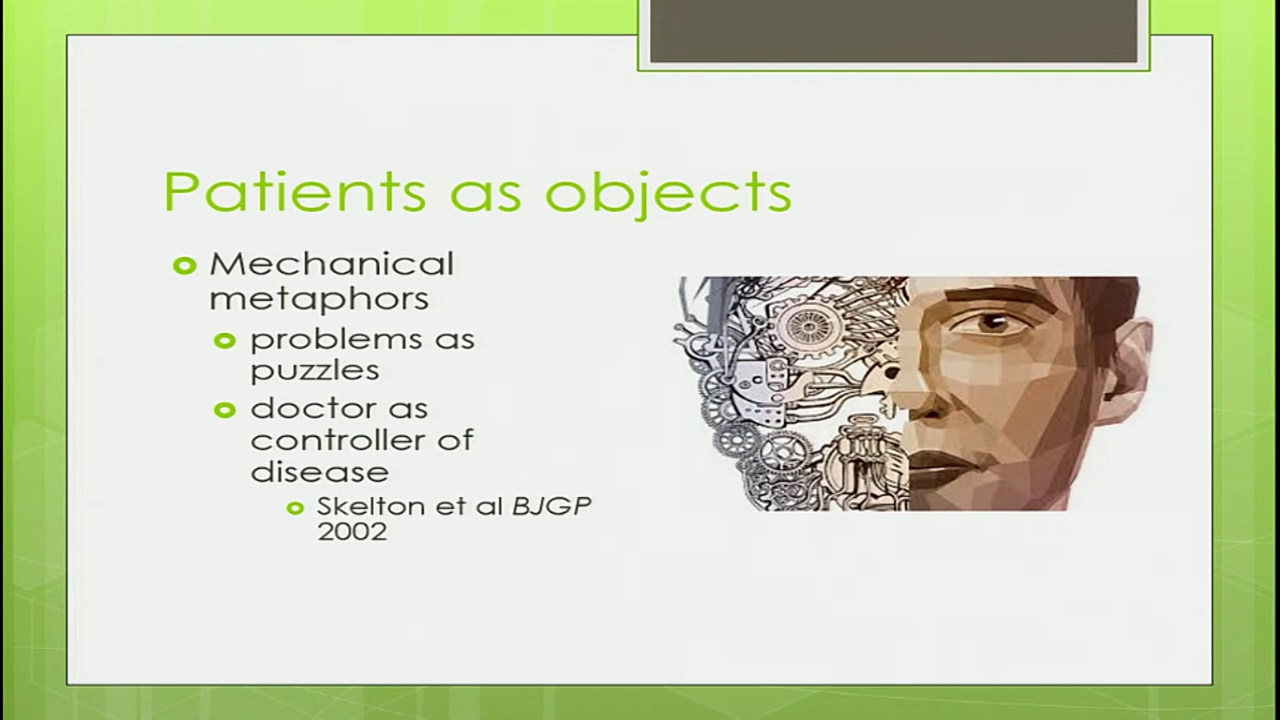 Patients as objects
Mechanical
metaphors
problems as
puzzles
doctor as
controller of
disease
Skelton et al BJGP
2002